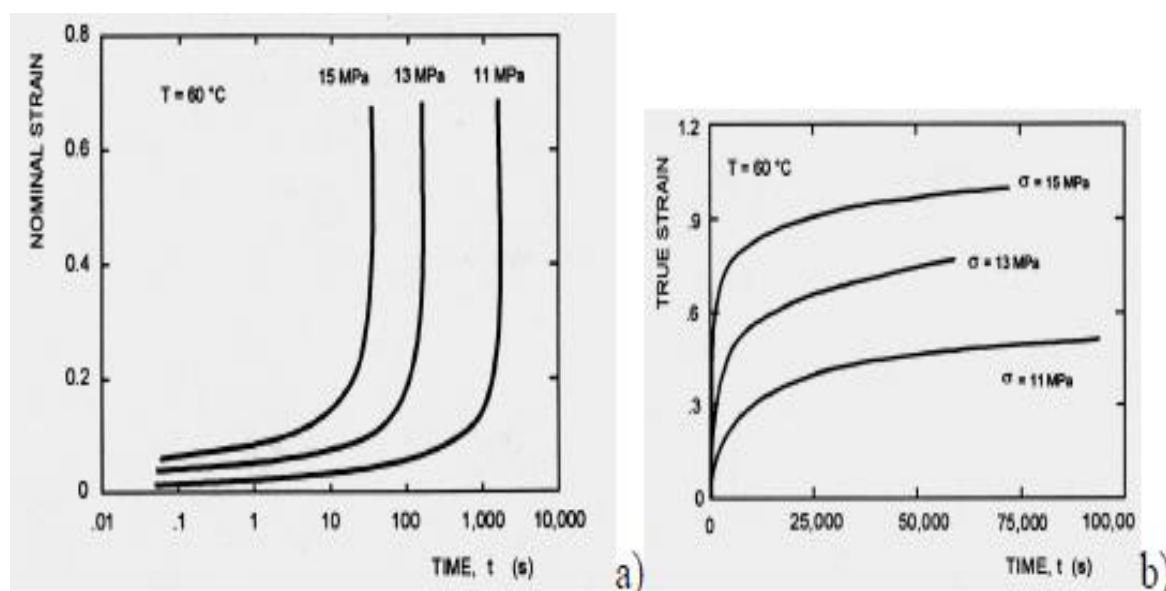 0.8
0.6
0.4
0.2
0
NOMINAL STRAIN
T = 60 °C
15 MPa
13 MPa
11 MPa
.01
.1
1
10
100
1,000
10,000
TIME, t (s)
a)
1.2
.9
.6
.3
0
TRUE STRAIN
T = 60 °C
σ = 15 MPa
σ = 13 MPa
σ = 11 MPa
0
25,000
50,000
75,000
100,00
TIME, t (s)
b)